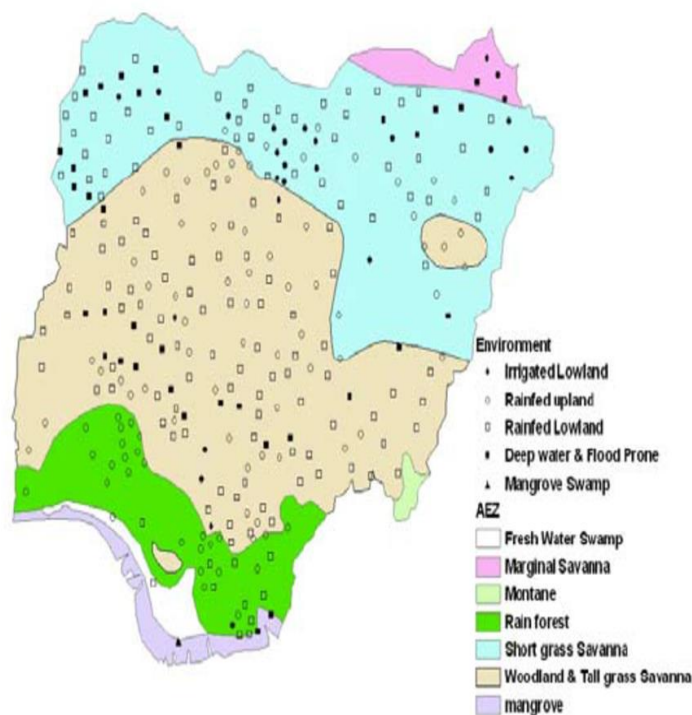 Environment
Irrigated Lowland
Rainfed upland
Rainfed Lowland
Deep water & Flood Prone
Mangrove Swamp
AEZ
Fresh Water Swamp
Marginal Savanna
Montane
Rain forest
Short grass Savanna
Woodland & Tall grass Savanna
mangrove